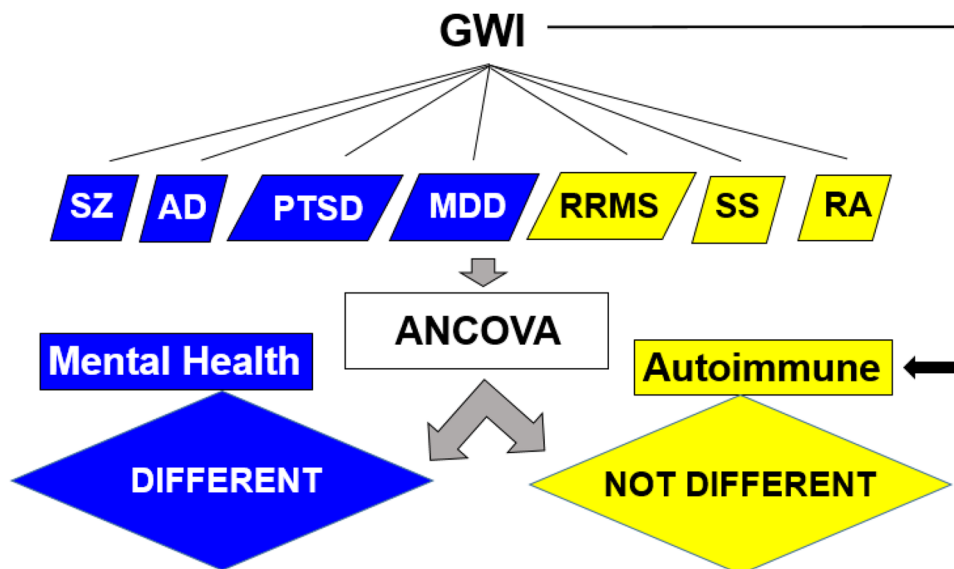 GWI
SZ AD PTSD MDD RRMS SS RA
ANCOVA
Mental Health
Autoimmune
DIFFERENT
NOT DIFFERENT